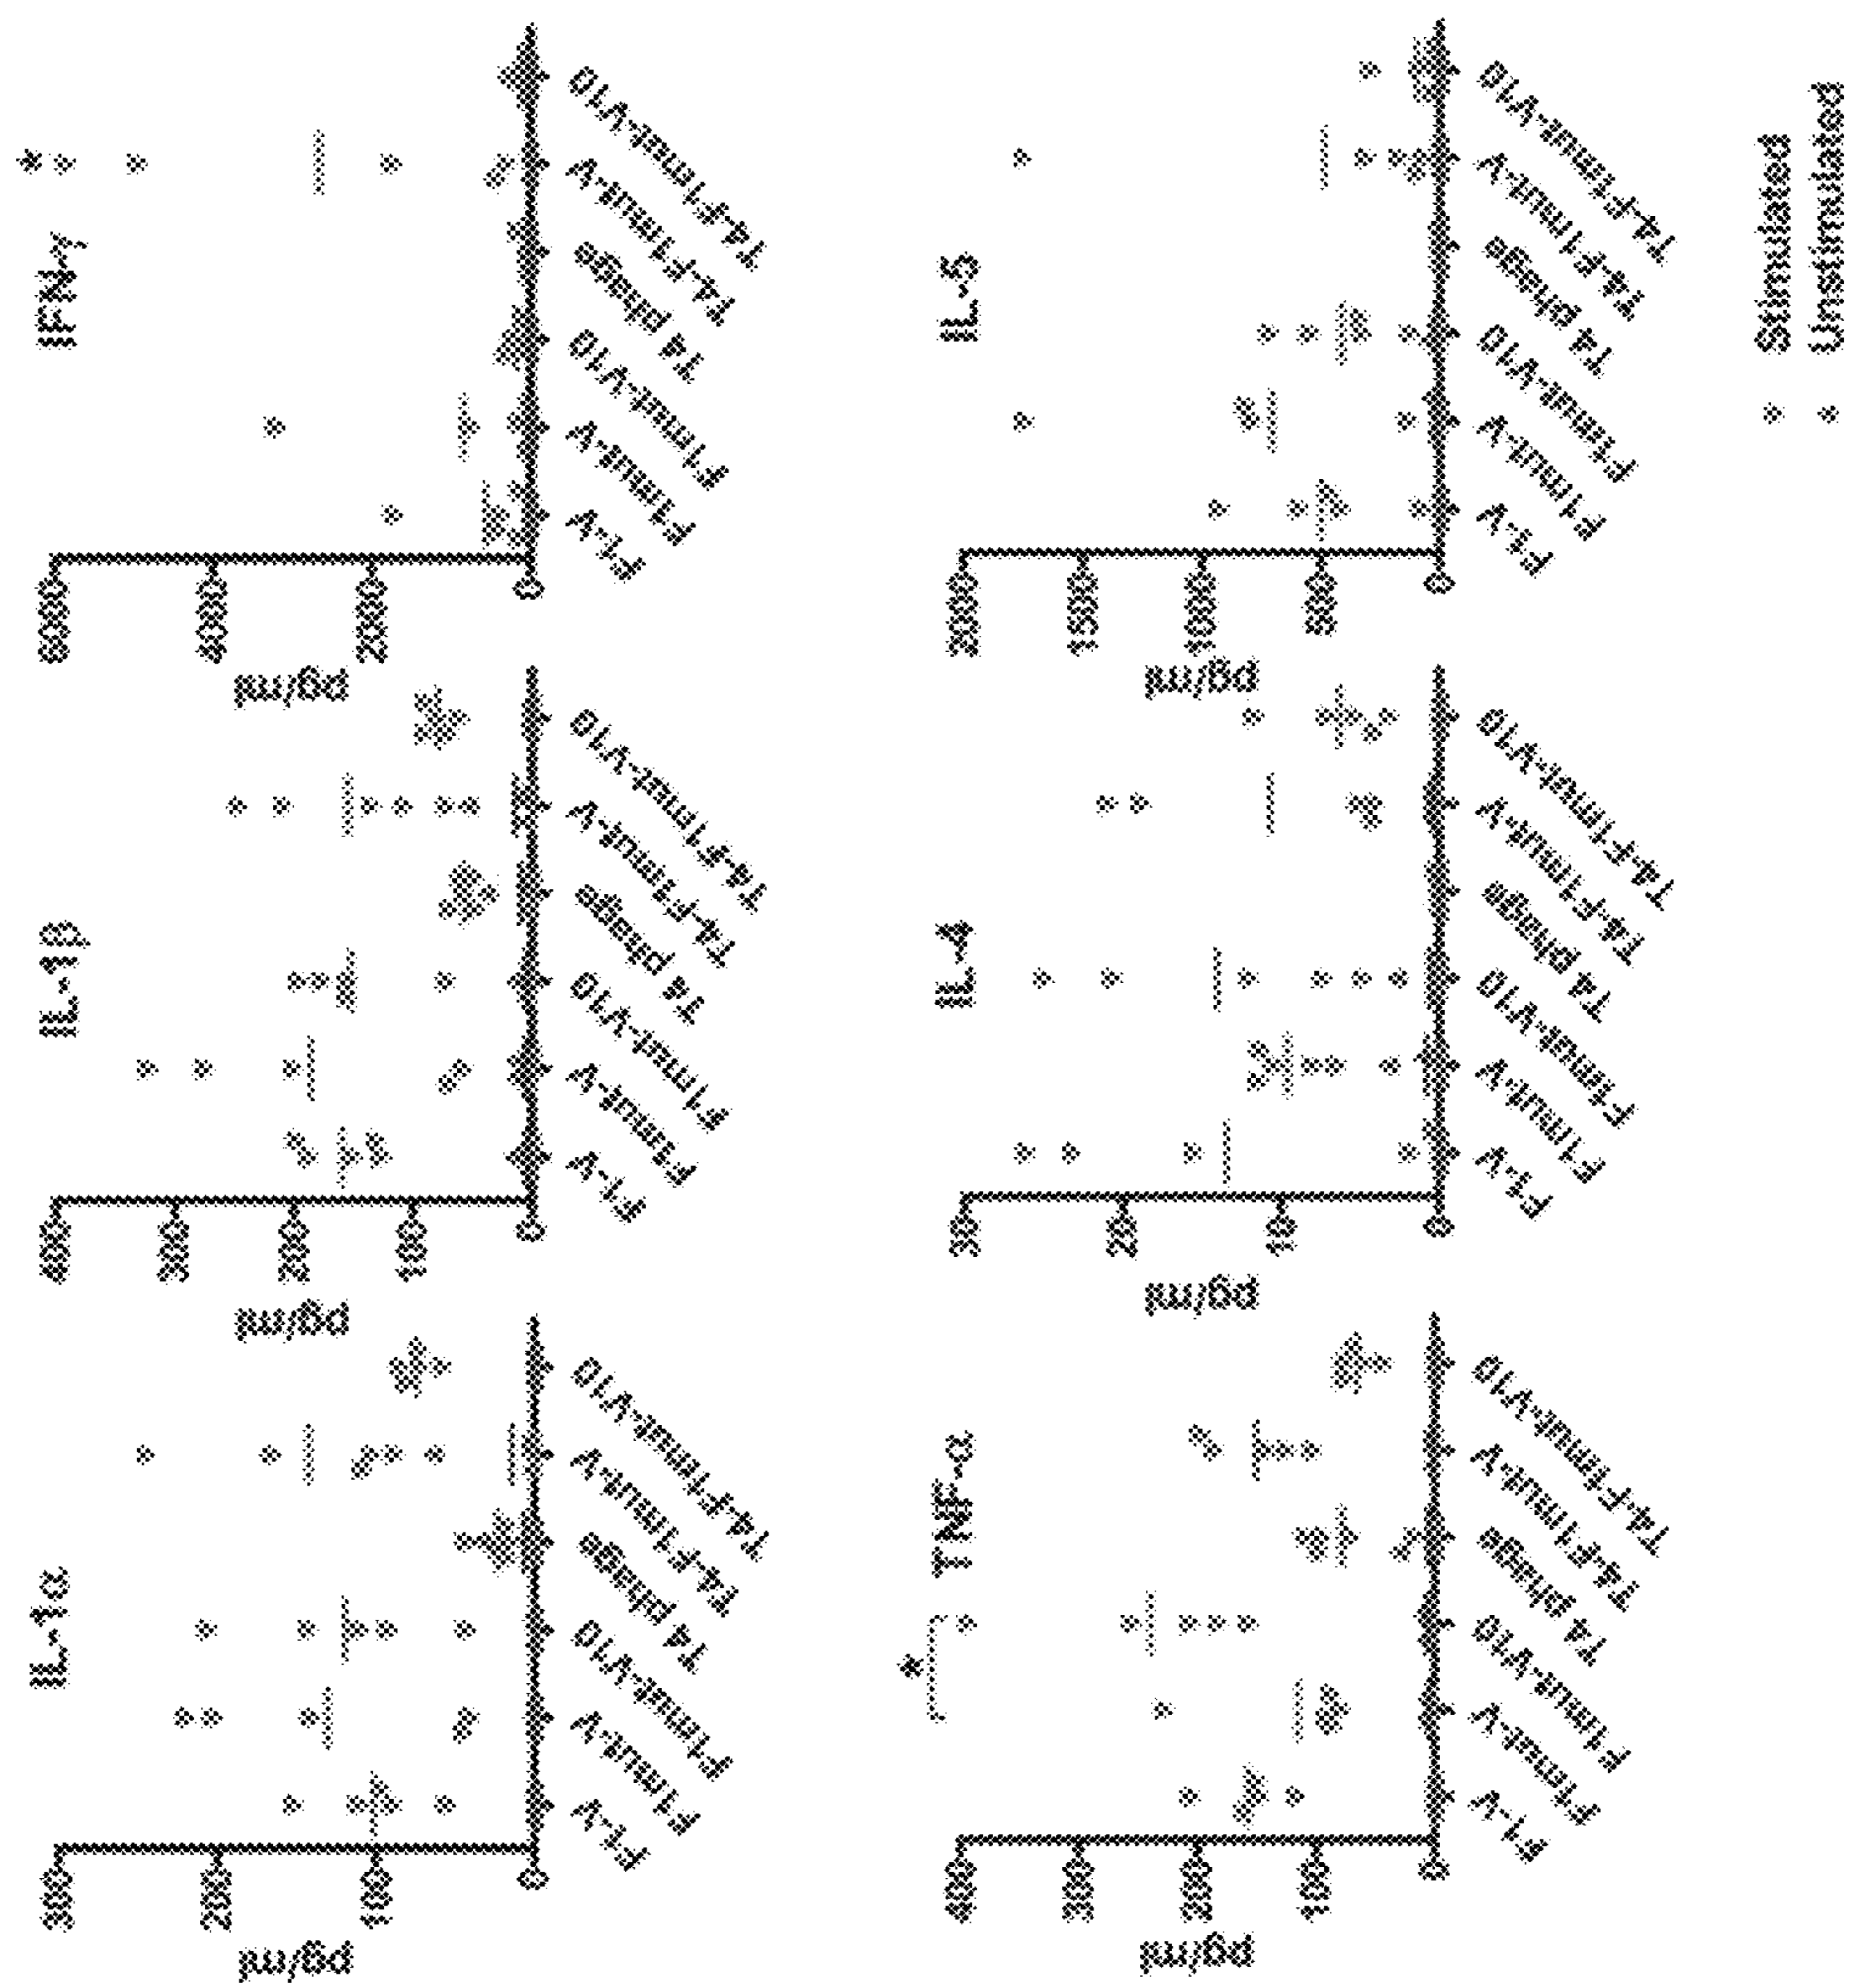 IL-1α
pg/ml
300
200
100
0
F1-V
F1mut-V
F1mut-V10
T4 phage
T4-F1mut-V
T4-F1mut-V10
IL-1β
pg/ml
400
300
200
100
0
F1-V
F1mut-V
F1mut-V10
T4 phage
T4-F1mut-V
T4-F1mut-V10
IFN-γ
*
pg/ml
6000
4000
2000
0
F1-V
F1mut-V
F1mut-V10
T4 phage
T4-F1mut-V
T4-F1mut-V10
*
TNF-α
pg/ml
400
300
200
100
0
F1-V
F1mut-V
F1mut-V10
T4 phage
T4-F1mut-V
T4-F1mut-V10
IL-4
pg/ml
30
20
10
0
F1-V
F1mut-V
F1mut-V10
T4 phage
T4-F1mut-V
T4-F1mut-V10
IL-5
pg/ml
2000
1500
1000
500
0
F1-V
F1mut-V
F1mut-V10
T4 phage
T4-F1mut-V
T4-F1mut-V10
Stimulated
Unstimulated